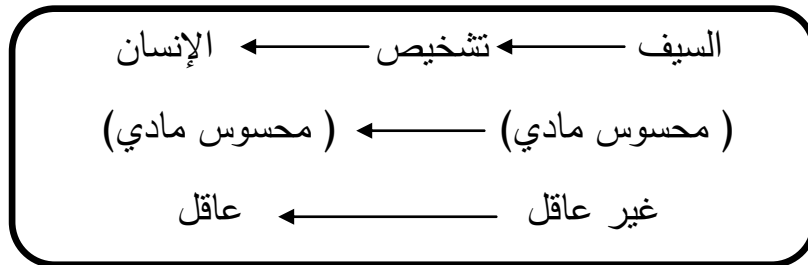 السيف ← تشخيص ← الإنسان
( محسوس مادي) ← ( محسوس مادي)
غير عاقل ← عاقل